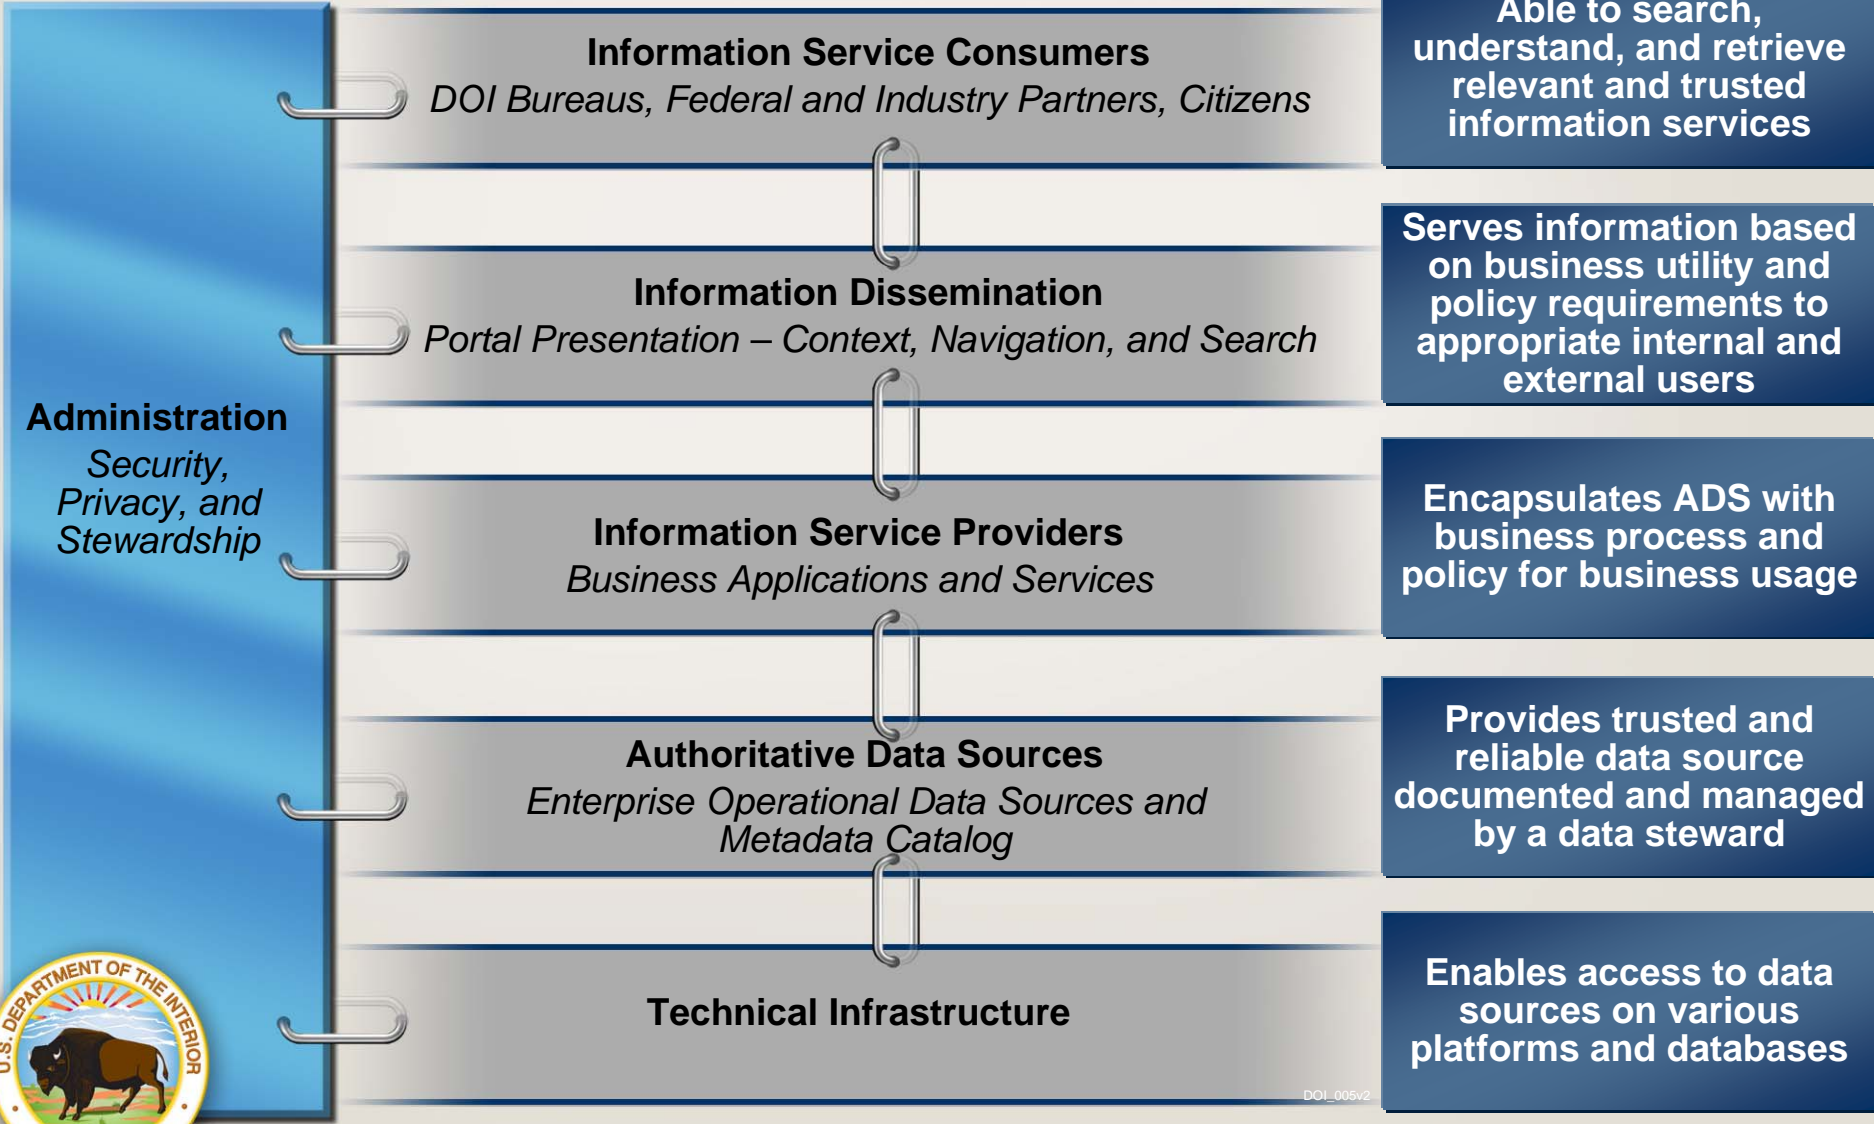 Administration
Security,
Privacy, and
Stewardship
Information Service Consumers
DOI Bureaus, Federal and Industry Partners, Citizens
Able to search,
understand, and retrieve
relevant and trusted
information services
Information Dissemination
Portal Presentation – Context, Navigation, and Search
Serves information based
on business utility and
policy requirements to
appropriate internal and
external users
Information Service Providers
Business Applications and Services
Encapsulates ADS with
business process and
policy for business usage
Authoritative Data Sources
Enterprise Operational Data Sources and
Metadata Catalog
Provides trusted and
reliable data source
documented and managed
by a data steward
Technical Infrastructure
Enables access to data
sources on various
platforms and databases
U.S. DEPARTMENT OF THE INTERIOR
DOI_005v2